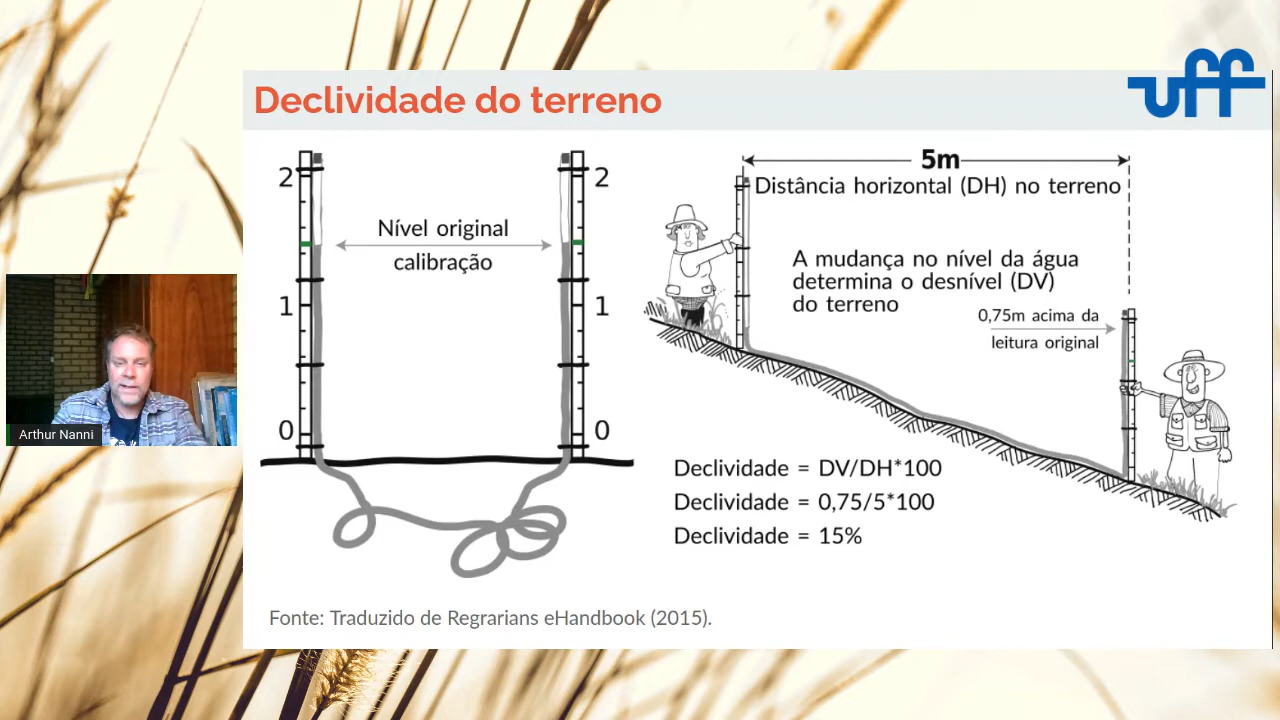 uff
Declividade do terreno
2
2
Nível original
calibração
1
1
0
0
5m
Distância horizontal (DH) no terreno
A mudança no nível da água
determina o desnível (DV)
do terreno
0,75m acima da
leitura original
Declividade = DV/DH*100
Declividade = 0,75/5*100
Declividade = 15%
Arthur Nanni
Fonte: Traduzido de Regrarians eHandbook (2015).